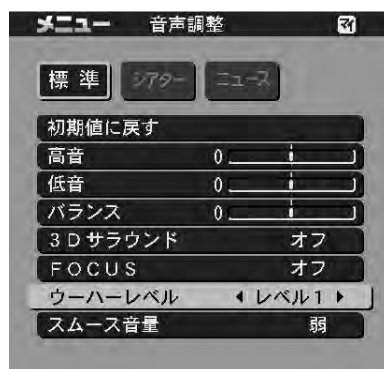 メニュー 音声調整 マイ
標準 シアター ニュース
初期値に戻す
高音 0
低音 0
バランス 0
3Dサラウンド オフ
FOCUS オフ
ウーハーレベル レベル1
スムース音量 弱